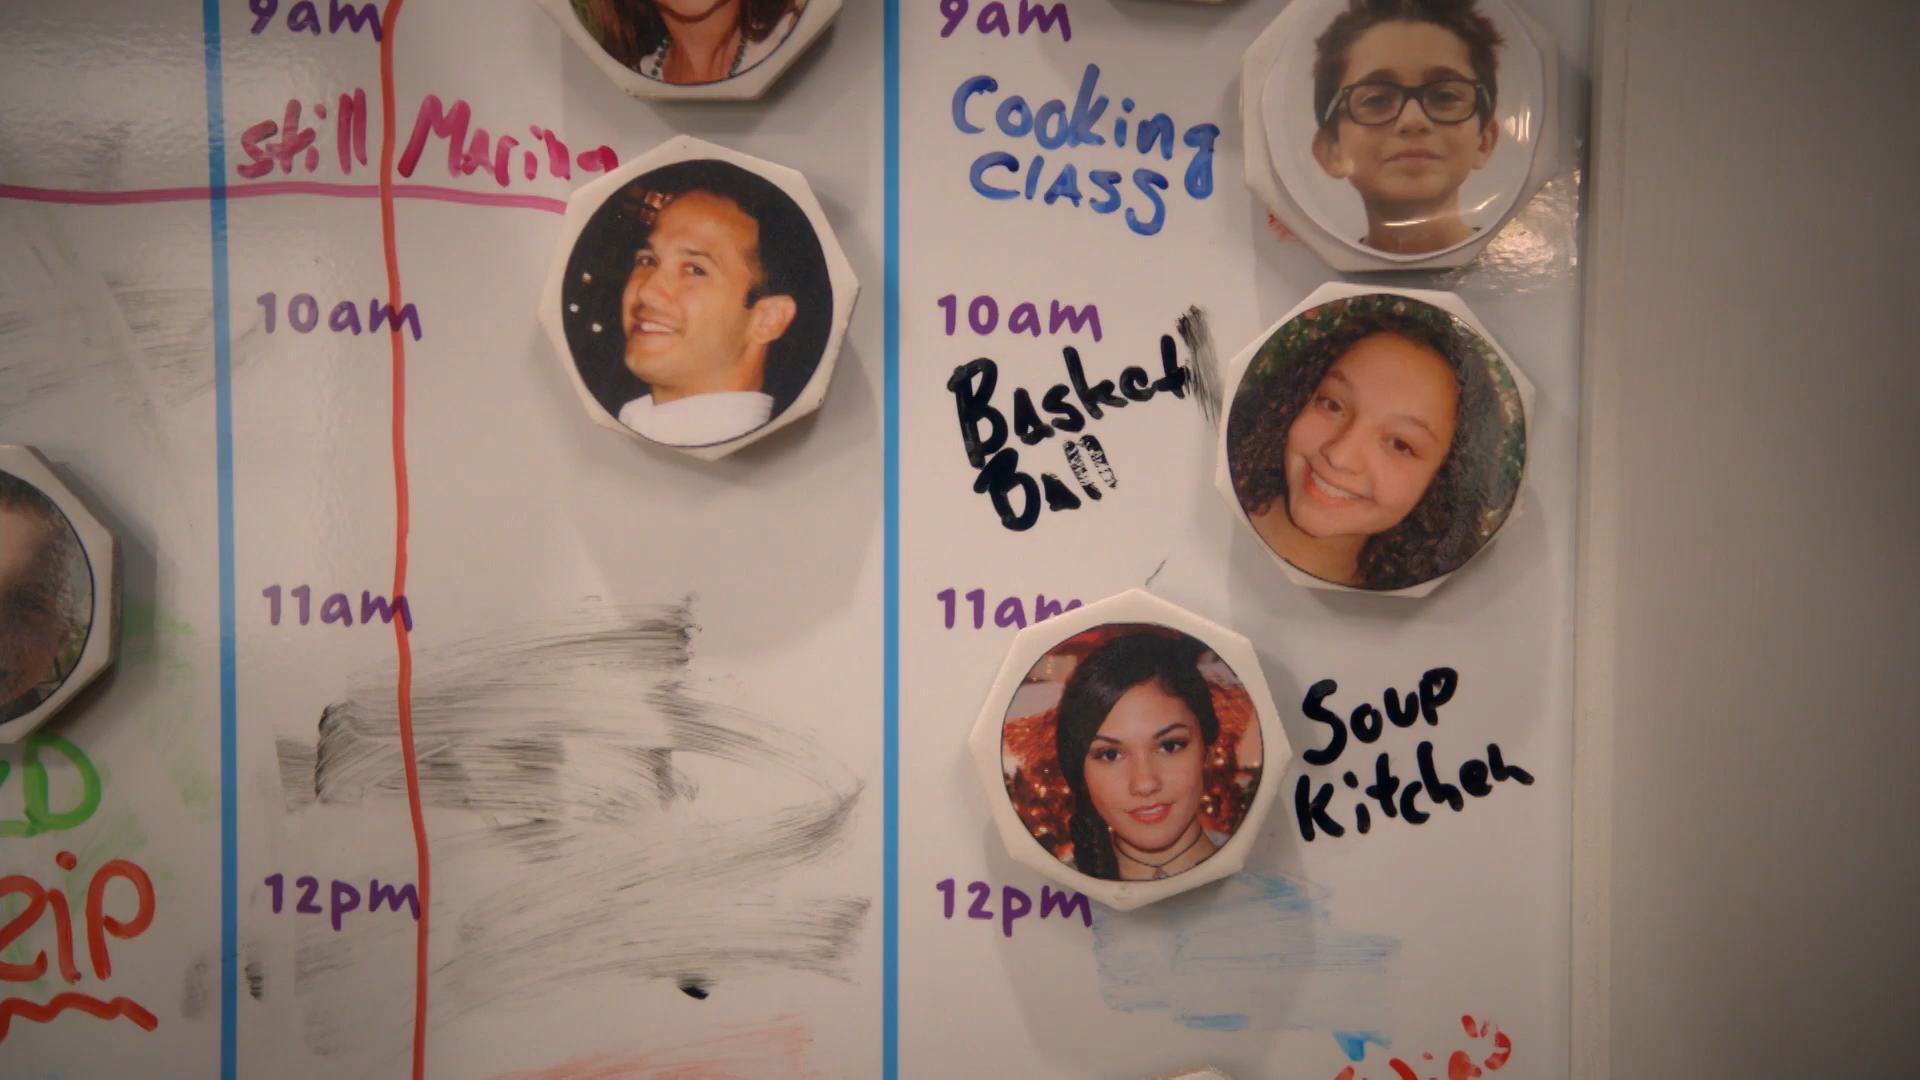 9am
still Marina
10am
11am
12pm
9am
Cooking
CLASS
10am
Basket
Ball
11am
Soup
Kitchen
12pm